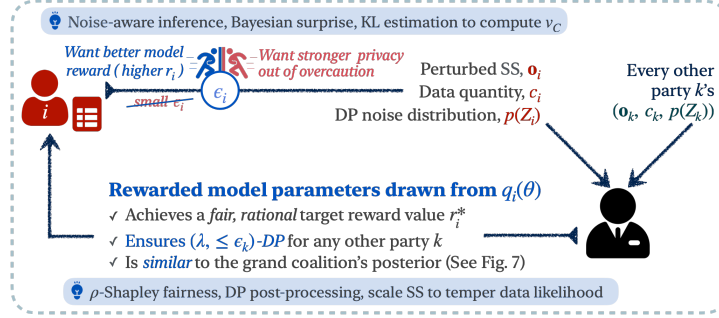 Noise-aware inference, Bayesian surprise, KL estimation to compute v_C
Want better model
reward (higher r_i)
Want stronger privacy
out of overcaution
small ϵ_i
ϵ_i
i
Perturbed SS, o_i
Data quantity, c_i
DP noise distribution, p(Z_i)
Every other
party k's
(o_k, c_k, p(Z_k))
Rewarded model parameters drawn from q_i(θ)
✓ Achieves a fair, rational target reward value r_i^*
✓ Ensures (λ, ≤ ϵ_k)-DP for any other party k
✓ Is similar to the grand coalition's posterior (See Fig. 7)
ρ-Shapley fairness, DP post-processing, scale SS to temper data likelihood